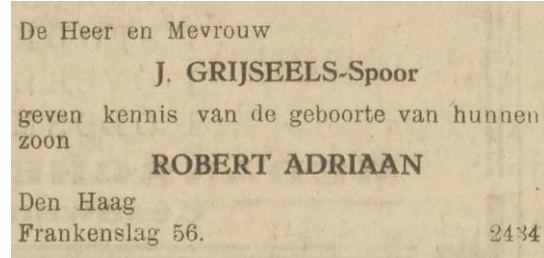 De Heer en Mevrouw
J. GRIJSEELS-Spoor
geven kennis van de geboorte van hunnen
zoon
ROBERT ADRIAAN
Den Haag
Frankenslag 56. 2434